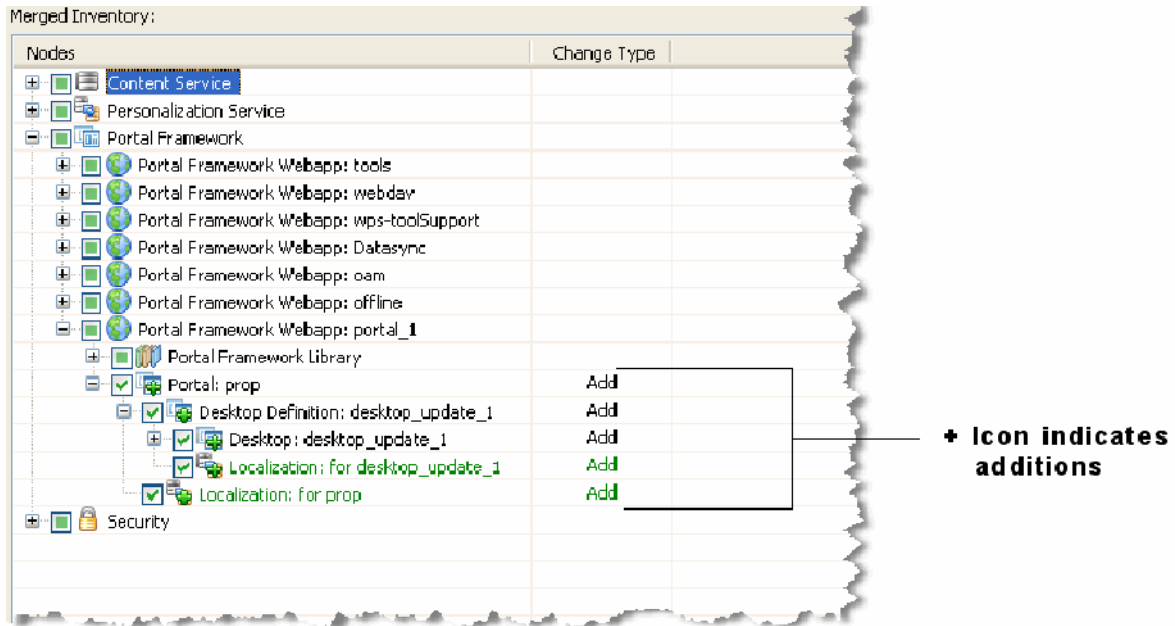 Merged Inventory:
Nodes Change Type
Content Service
Personalization Service
Portal Framework
Portal Framework Webapp: tools
Portal Framework Webapp: webdav
Portal Framework Webapp: wps-toolSupport
Portal Framework Webapp: Datasync
Portal Framework Webapp: oam
Portal Framework Webapp: offline
Portal Framework Webapp: portal_1
Portal Framework Library
Portal: prop Add
Desktop Definition: desktop_update_1 Add
Desktop: desktop_update_1 Add
Localization: for desktop_update_1 Add
Localization: for prop Add
Security
+ Icon indicates
additions